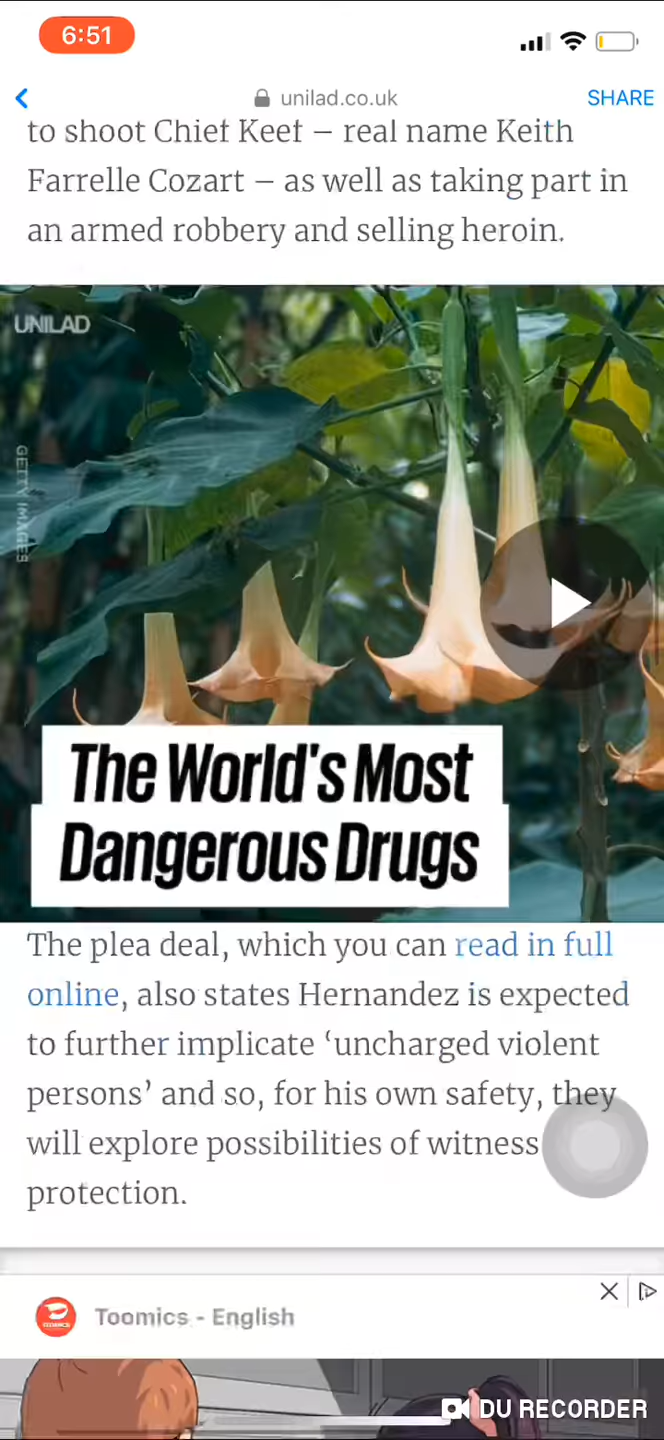 6:51
unilad.co.uk
SHARE
to shoot Chief Keef – real name Keith
Farrelle Cozart – as well as taking part in
an armed robbery and selling heroin.
UNILAD
GETTY IMAGES
The World's Most
Dangerous Drugs
The plea deal, which you can read in full
online, also states Hernandez is expected
to further implicate ‘uncharged violent
persons’ and so, for his own safety, they
will explore possibilities of witness
protection.
Toomics - English
DU RECORDER